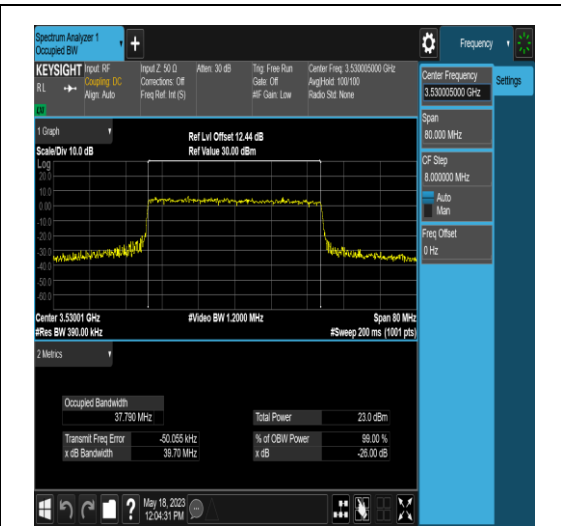 Spectrum Analyzer 1
Occupied BW
+
Frequency
KEYSIGHT
Input: RF
Coupling: DC
Align: Auto
Input Z: 50 Ω
Corrections: Off
Freq Ref: Int (S)
Atten: 30 dB
Trig: Free Run
Gate: Off
#IF Gain: Low
Center Freq: 3.530005000 GHz
Avg|Hold: 100/100
Radio Std: None
R L
LXI
Center Frequency
3.530005000 GHz
Settings
Span
80.000 MHz
CF Step
8.000000 MHz
Auto
Man
Freq Offset
0 Hz
1 Graph
Scale/Div 10.0 dB
Ref Lvl Offset 12.44 dB
Ref Value 30.00 dBm
Log
20.0
10.0
0.00
-10.0
-20.0
-30.0
-40.0
-50.0
-60.0
Center 3.53001 GHz
#Res BW 390.00 kHz
#Video BW 1.2000 MHz
Span 80 MHz
#Sweep 200 ms (1001 pts)
2 Metrics
Occupied Bandwidth
37.790 MHz
Total Power 23.0 dBm
Transmit Freq Error -50.055 kHz
% of OBW Power 99.00 %
x dB Bandwidth 39.70 MHz
x dB -26.00 dB
?
May 18, 2023
12:04:31 PM